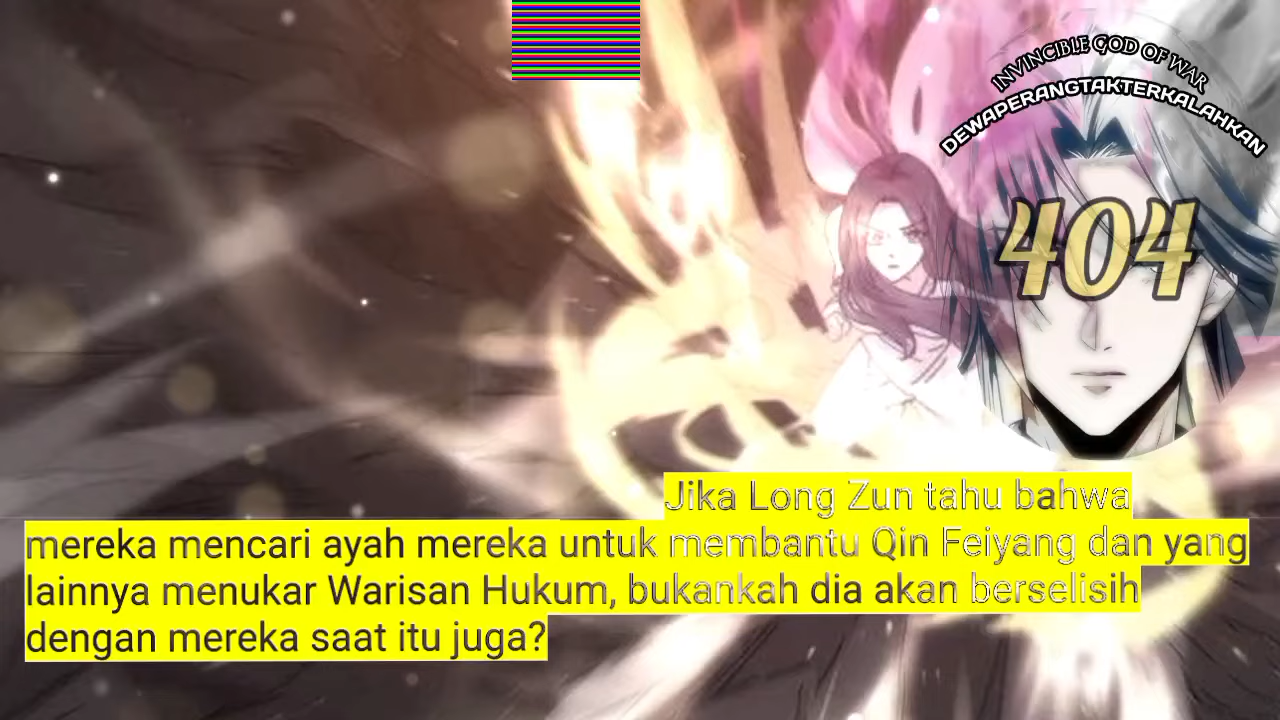 INVINCIBLE GOD OF WAR
DEWAPERANGTAKTERKALAHKAN
404
Jika Long Zun tahu bahwa
mereka mencari ayah mereka untuk membantu Qin Feiyang dan yang
lainnya menukar Warisan Hukum, bukankah dia akan berselisih
dengan mereka saat itu juga?